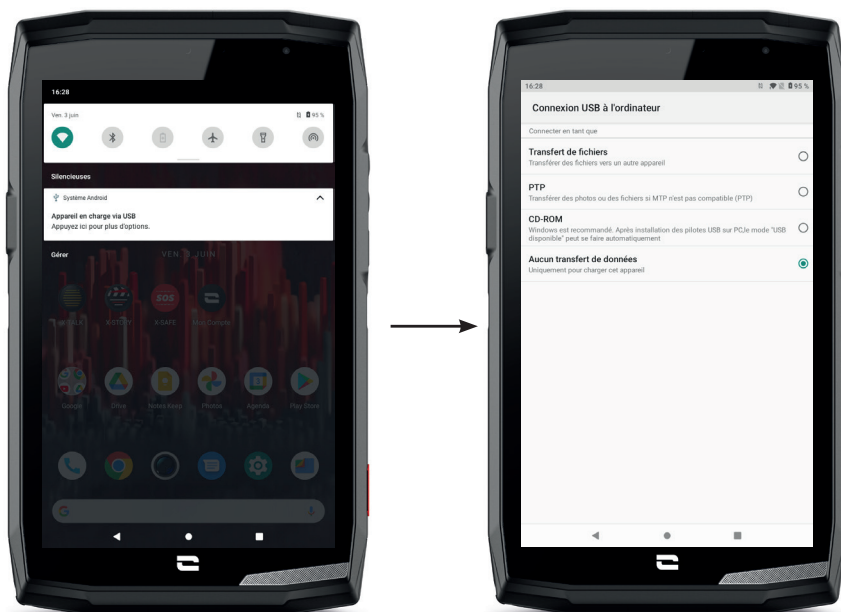 16:28
Ven. 3 juin
95 %
Silencieuses
Système Android
Appareil en charge via USB
Appuyez ici pour plus d'options.
Gérer
VEN. 3 JUIN
X-TALK
X-STORY
X-SAFE
Mon Compte
SOS
Google
Drive
Notes Keep
Photos
Agenda
Play Store
16:28
95 %
Connexion USB à l'ordinateur
Connecter en tant que
Transfert de fichiers
Transférer des fichiers vers un autre appareil
PTP
Transférer des photos ou des fichiers si MTP n'est pas compatible (PTP)
CD-ROM
Windows est recommandé. Après installation des pilotes USB sur PC,le mode "USB
disponible" peut se faire automatiquement
Aucun transfert de données
Uniquement pour charger cet appareil